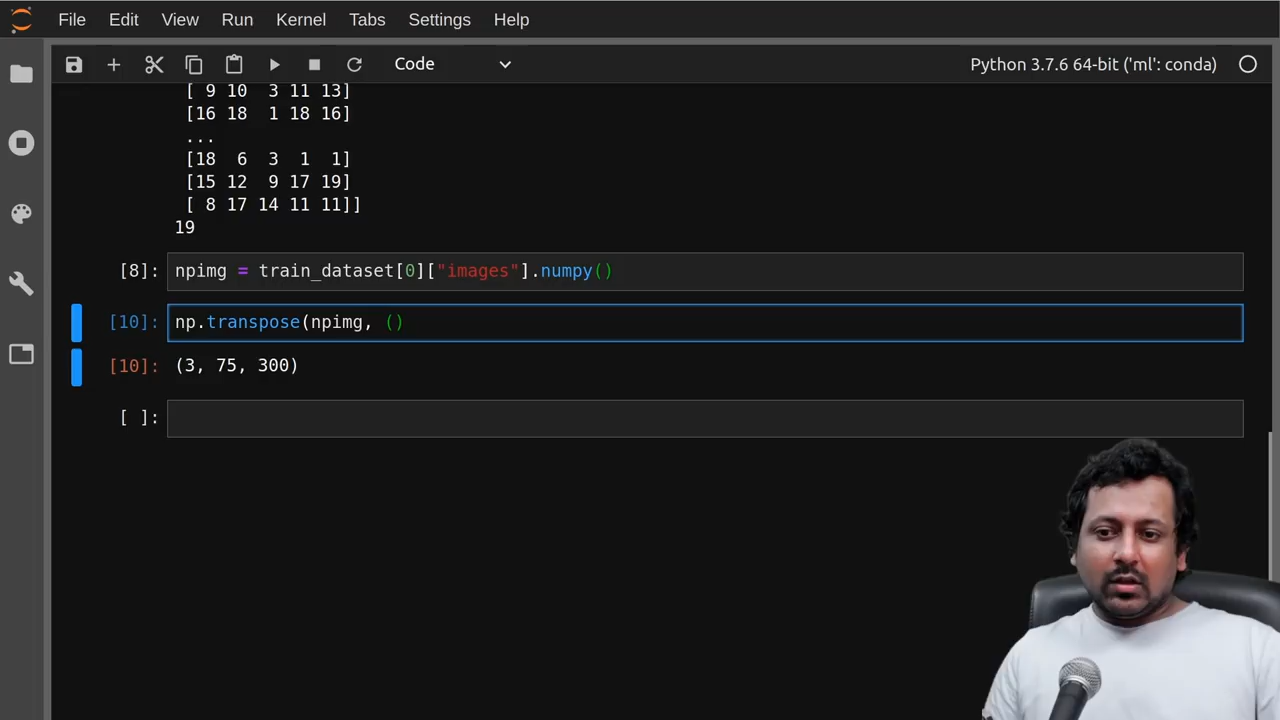 File Edit View Run Kernel Tabs Settings Help
Code
Python 3.7.6 64-bit ('ml': conda)
[ 9 10  3 11 13]
[16 18  1 18 16]
...
[18  6  3  1  1]
[15 12  9 17 19]
[ 8 17 14 11 11]]
19
[8]: npimg = train_dataset[0]["images"].numpy()
[10]: np.transpose(npimg, ()
[10]: (3, 75, 300)
[ ]: